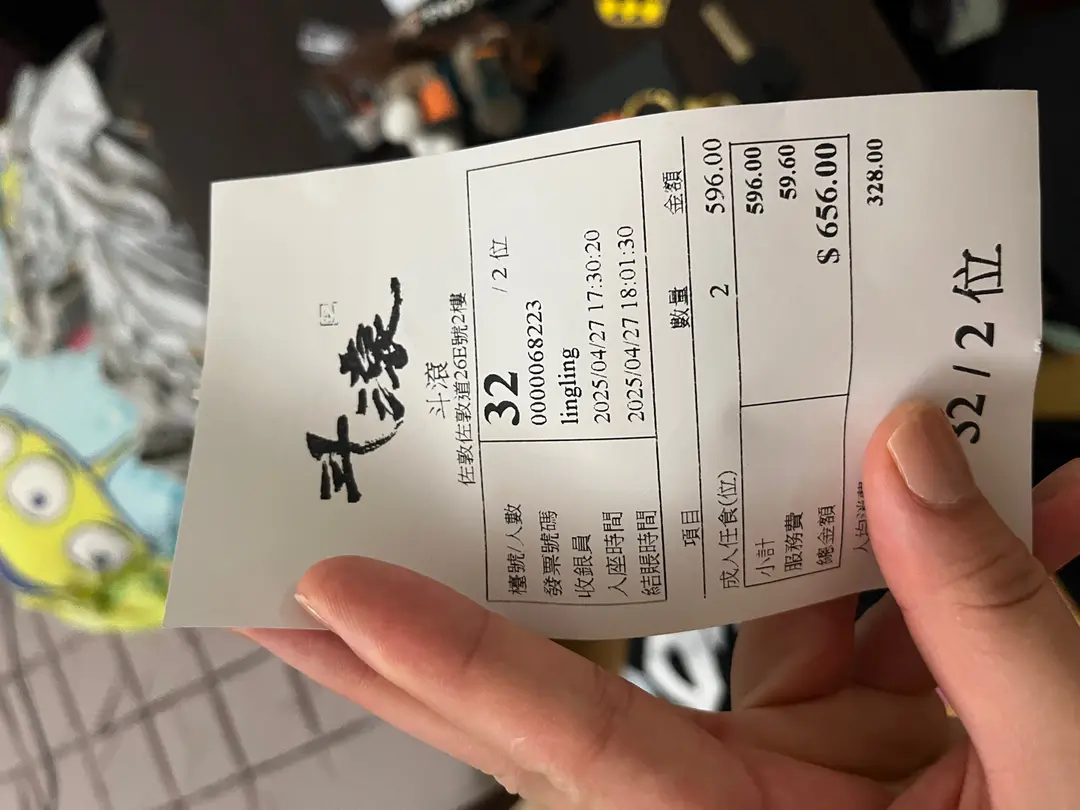 斗滾
斗滾
佐敦佐敦道26E號2樓
檯號/人數 32 / 2 位
發票號碼 0000068223
收銀員 lingling
入座時間 2025/04/27 17:30:20
結賬時間 2025/04/27 18:01:30
項目 數量 金額
成人任食(位) 2 596.00
小計 596.00
服務費 59.60
總金額 $ 656.00
人均消費 328.00
32 / 2 位